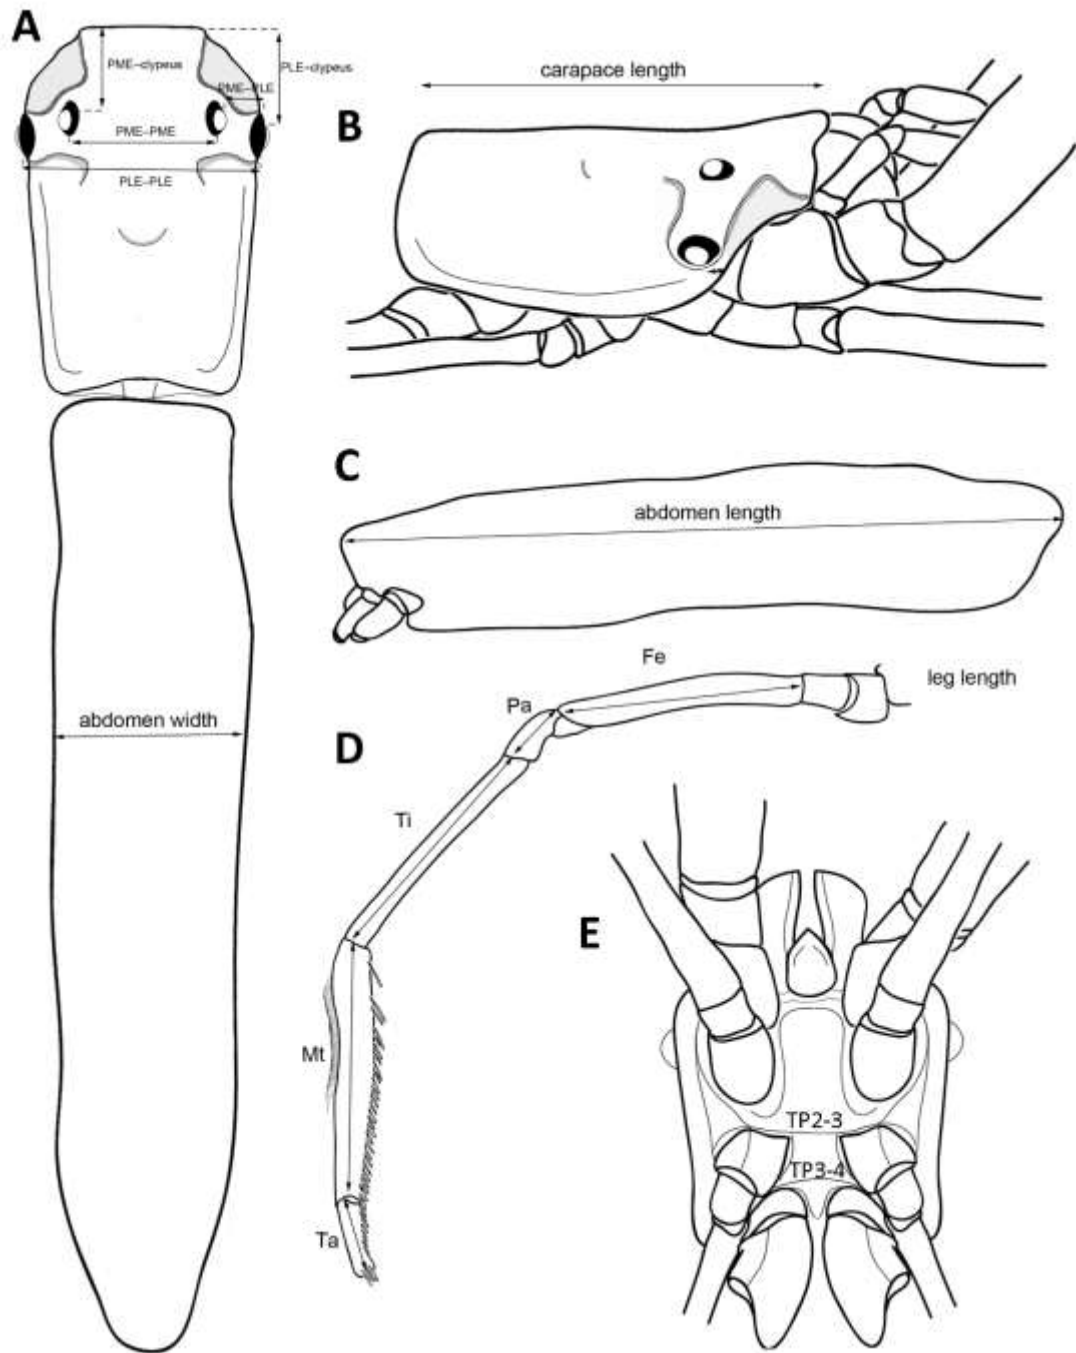 A
PME–clypeus
PLE–clypeus
PME–PLE
PME–PME
PLE–PLE
abdomen width
B
carapace length
C
abdomen length
D
Fe
leg length
Pa
Ti
Mt
Ta
E
TP2-3
TP3-4